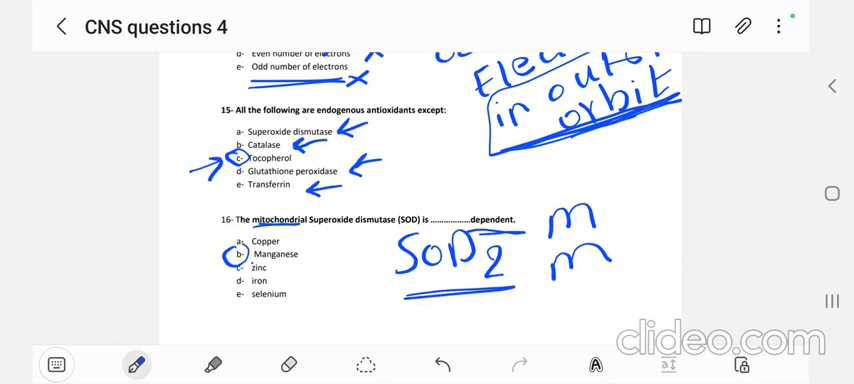 CNS questions 4
d- Even number of electrons
e- Odd number of electrons
in outer
orbit
15- All the following are endogenous antioxidants except:
a- Superoxide dismutase
b- Catalase
c- Tocopherol
d- Glutathione peroxidase
e- Transferrin
16- The mitochondrial Superoxide dismutase (SOD) is ..................dependent.
a- Copper
b- Manganese
c- zinc
d- iron
e- selenium
SOD2
m
m
clideo.com